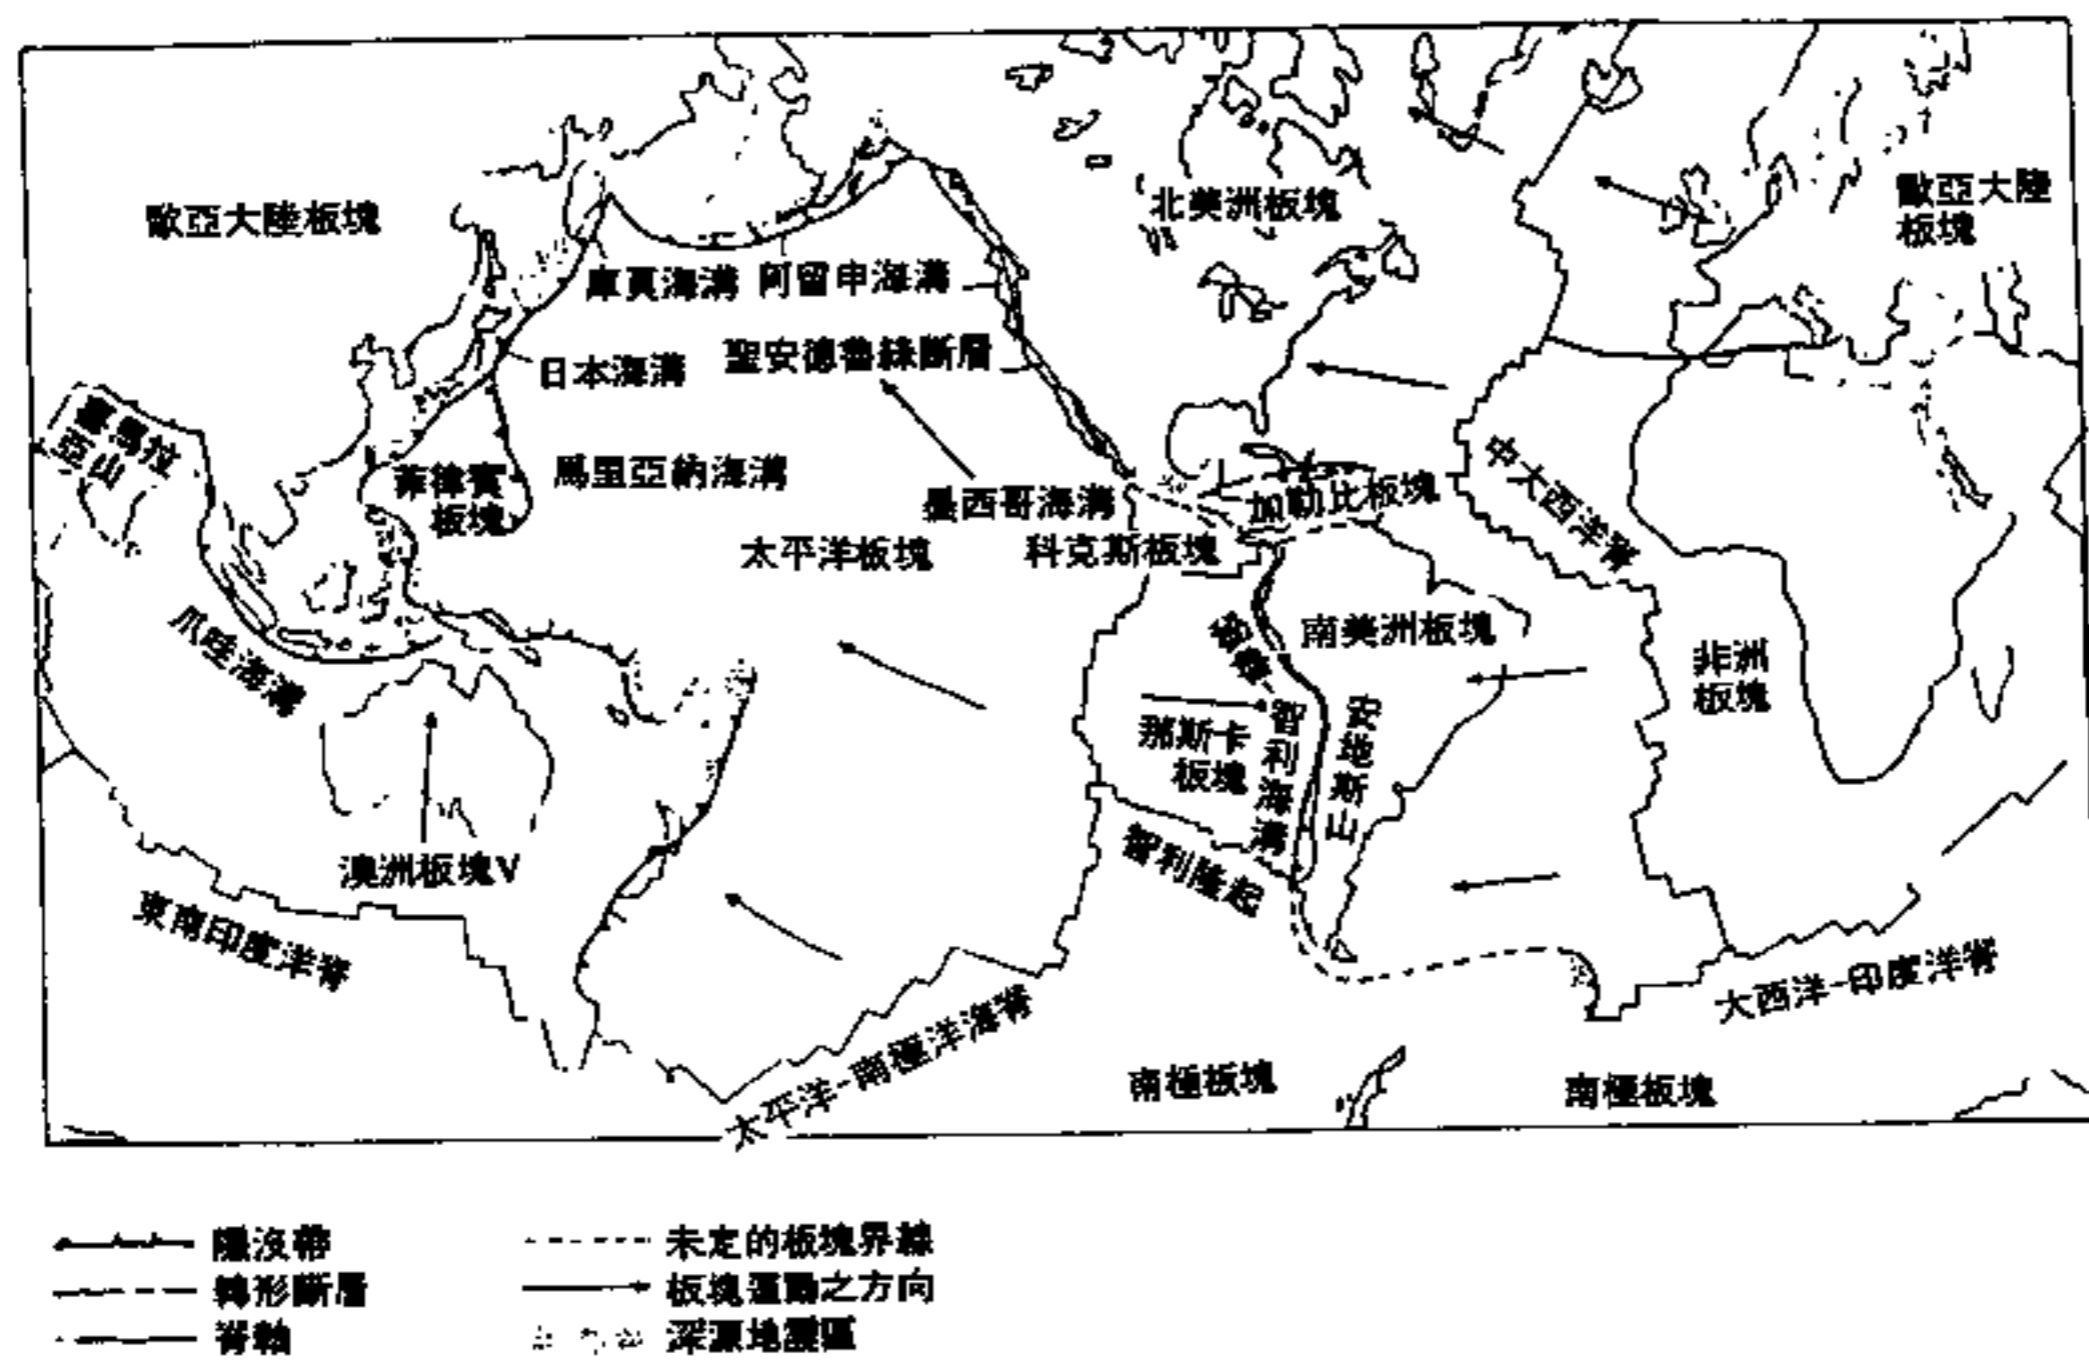 歐亞大陸板塊
北美洲板塊
歐亞大陸
板塊
庫頁海溝
阿留申海溝
日本海溝
聖安德魯絲斷層
喜馬拉
亞山
菲律賓
板塊
馬里亞納海溝
墨西哥海溝
加勒比板塊
中大西洋脊
太平洋板塊
科克斯板塊
爪哇海溝
秘魯-
智利海溝
南美洲板塊
非洲
板塊
那斯卡
板塊
安地斯山
智利隆起
澳洲板塊V
東南印度洋脊
太平洋-南極洋海脊
大西洋-印度洋脊
南極板塊
南極板塊
隱沒帶
轉形斷層
脊軸
未定的板塊界線
板塊運動之方向
深源地震區